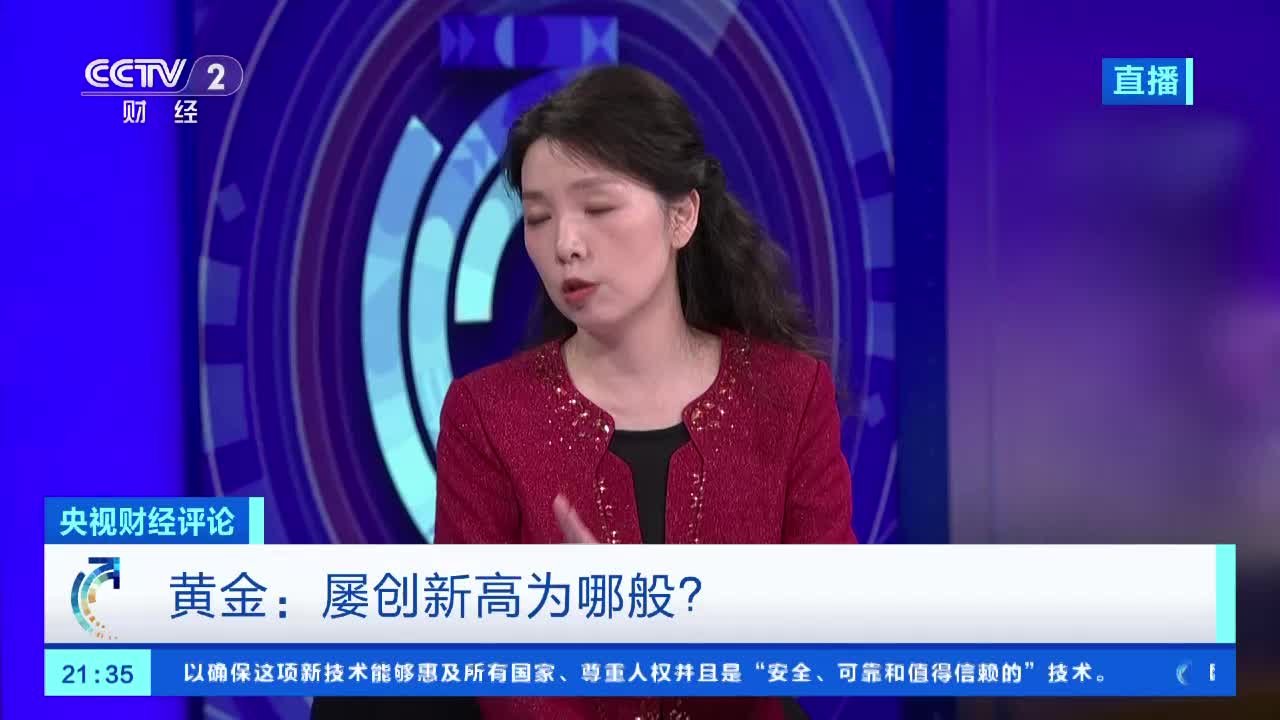 CCTV 2
财 经
直播
央视财经评论
黄金：屡创新高为哪般？
21:35
以确保这项新技术能够惠及所有国家、尊重人权并且是“安全、可靠和值得信赖的”技术。